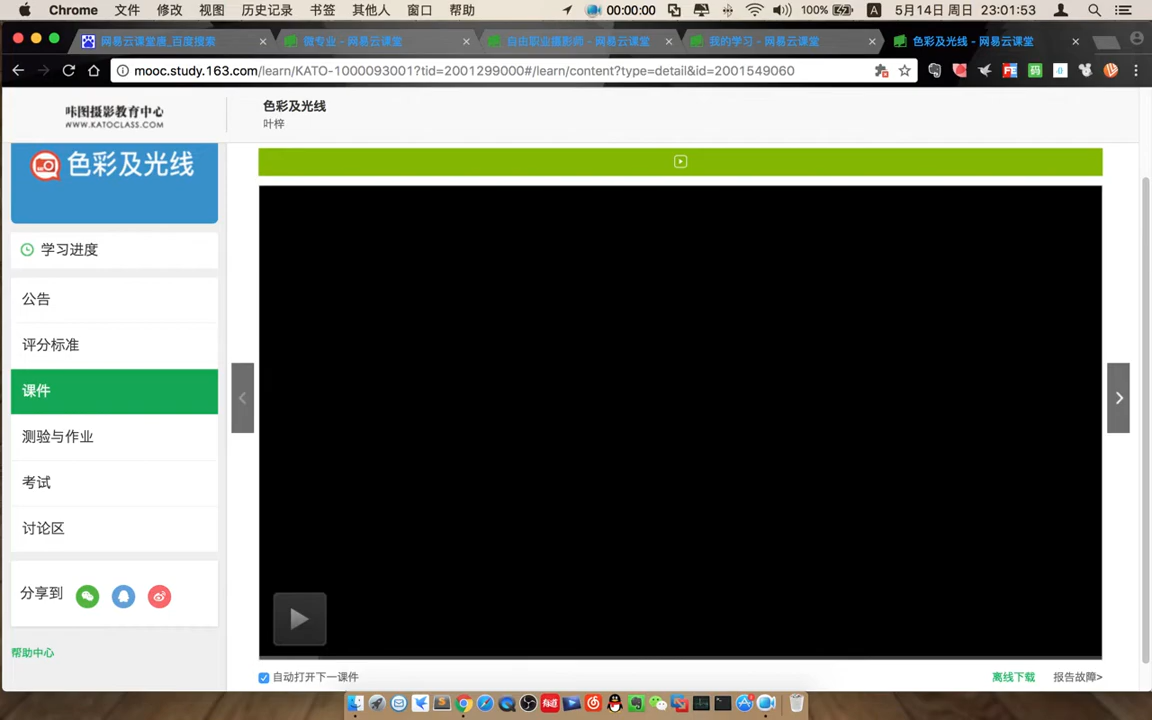 Chrome 文件 修改 视图 历史记录 书签 其他人 窗口 帮助 00:00:00 100% A 5月14日 周日 23:01:53
网易云课堂廊_百度搜索 微专业 - 网易云课堂 自由职业摄影师 - 网易云课堂 我的学习 - 网易云课堂 色彩及光线 - 网易云课堂
mooc.study.163.com/learn/KATO-1000093001?tid=2001299000#/learn/content?type=detail&id=2001549060
咔图摄影教育中心
WWW.KATOCLASS.COM
色彩及光线
叶梓
色彩及光线
学习进度
公告
评分标准
课件
测验与作业
考试
讨论区
分享到
帮助中心
自动打开下一课件
离线下载 报告故障>